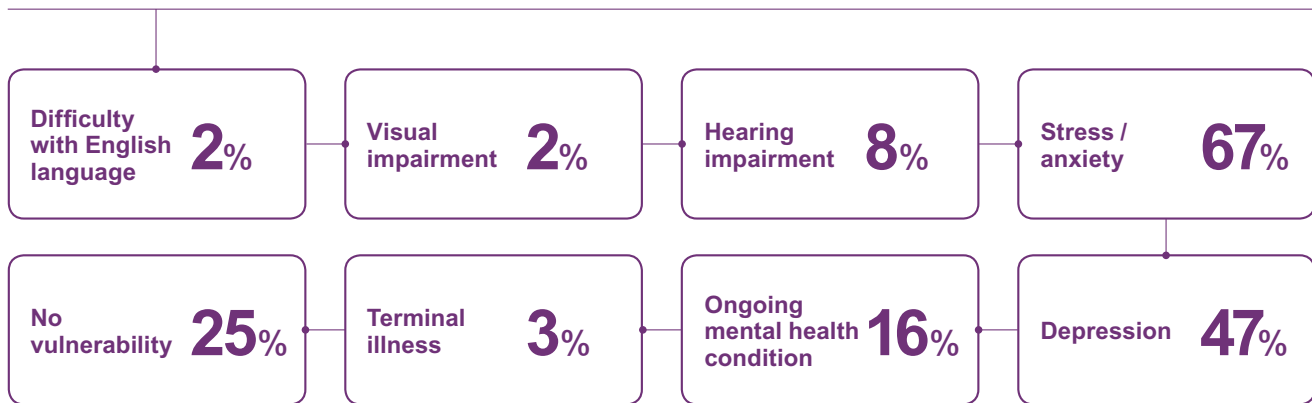 Difficulty
with English
language
2%
Visual
impairment
2%
Hearing
impairment
8%
Stress /
anxiety
67%
No
vulnerability
25%
Terminal
illness
3%
Ongoing
mental health
condition
16%
Depression
47%